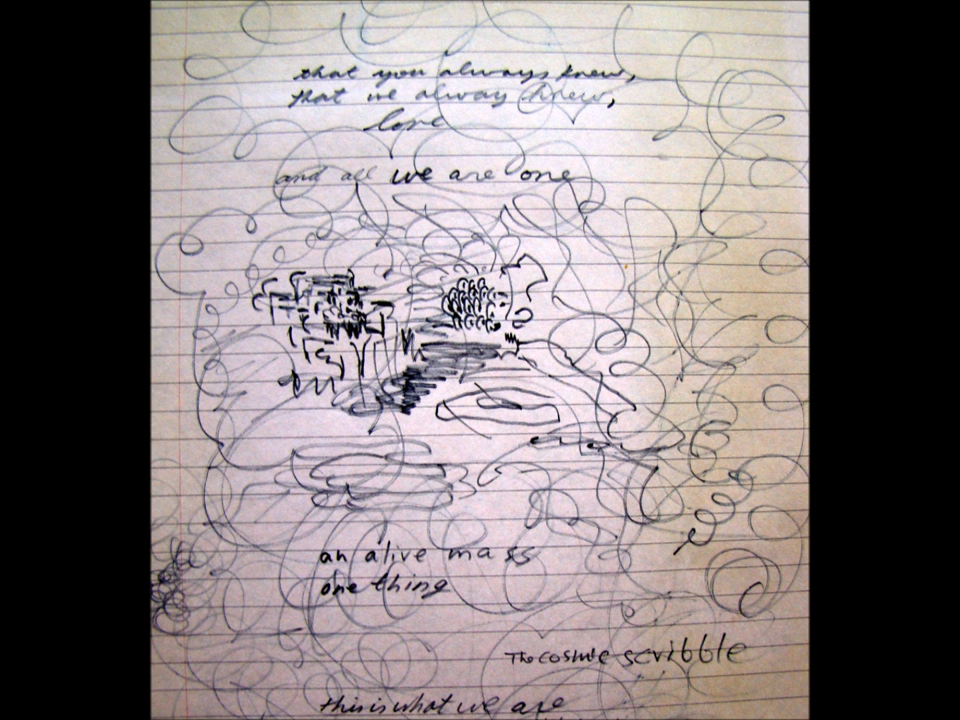 that you always knew,
that we alway knew,
love
and all we are one
an alive mass
one thing
The cosmic scribble
this is what we are